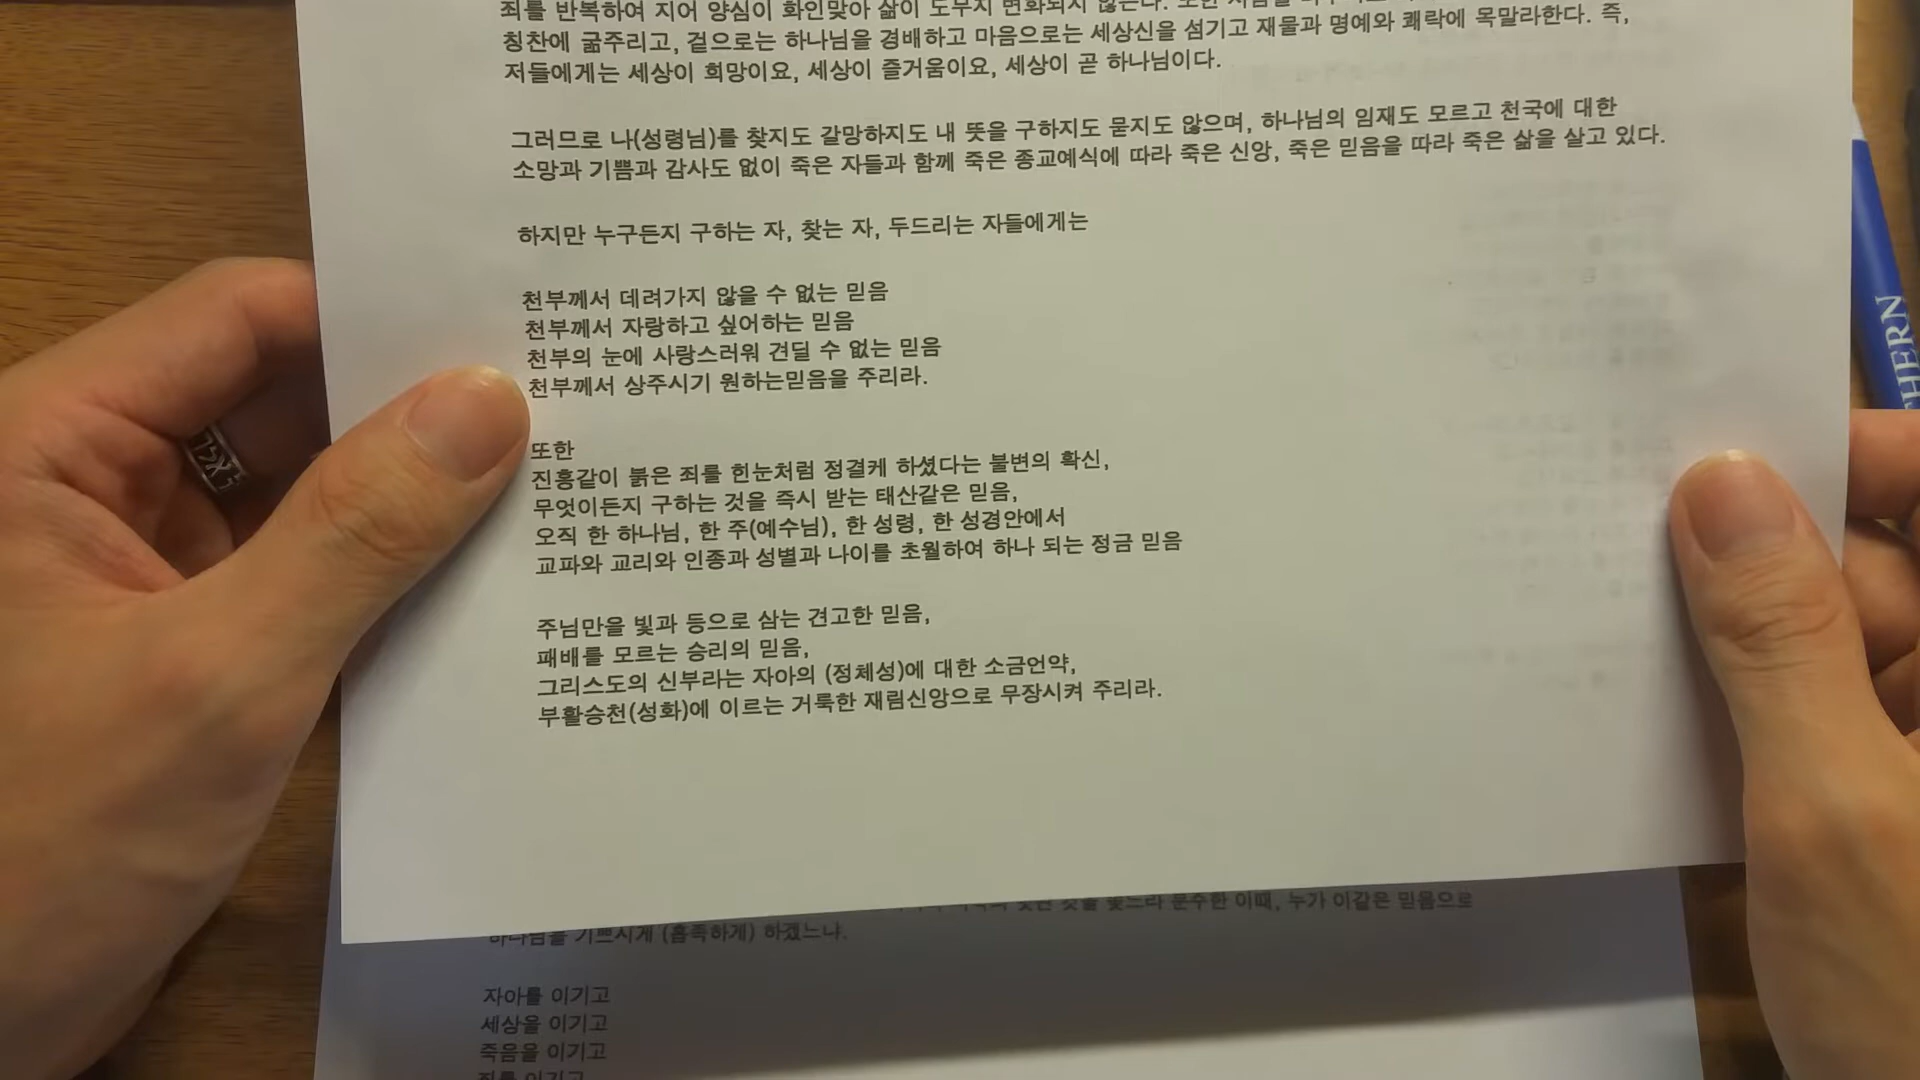 죄를 반복하여 지어 양심이 화인맞아 삶이 도무지 변화되지 않는다. 또한
칭찬에 굶주리고, 겉으로는 하나님을 경배하고 마음으로는 세상신을 섬기고 재물과 명예와 쾌락에 목말라한다. 즉,
저들에게는 세상이 희망이요, 세상이 즐거움이요, 세상이 곧 하나님이다.
그러므로 나(성령님)를 찾지도 갈망하지도 내 뜻을 구하지도 묻지도 않으며, 하나님의 임재도 모르고 천국에 대한
소망과 기쁨과 감사도 없이 죽은 자들과 함께 죽은 종교예식에 따라 죽은 신앙, 죽은 믿음을 따라 죽은 삶을 살고 있다.
하지만 누구든지 구하는 자, 찾는 자, 두드리는 자들에게는
천부께서 데려가지 않을 수 없는 믿음
천부께서 자랑하고 싶어하는 믿음
천부의 눈에 사랑스러워 견딜 수 없는 믿음
천부께서 상주시기 원하는믿음을 주리라.
또한
진홍같이 붉은 죄를 흰눈처럼 정결케 하셨다는 불변의 확신,
무엇이든지 구하는 것을 즉시 받는 태산같은 믿음,
오직 한 하나님, 한 주(예수님), 한 성령, 한 성경안에서
교파와 교리와 인종과 성별과 나이를 초월하여 하나 되는 정금 믿음
주님만을 빛과 등으로 삼는 견고한 믿음,
패배를 모르는 승리의 믿음,
그리스도의 신부라는 자아의 (정체성)에 대한 소금언약,
부활승천(성화)에 이르는 거룩한 재림신앙으로 무장시켜 주리라.
분주한 이때, 누가 이같은 믿음으로
하나님을 기쁘시게 (흡족하게) 하겠느냐.
자아를 이기고
세상을 이기고
죽음을 이기고
죄를 이기고
HERN